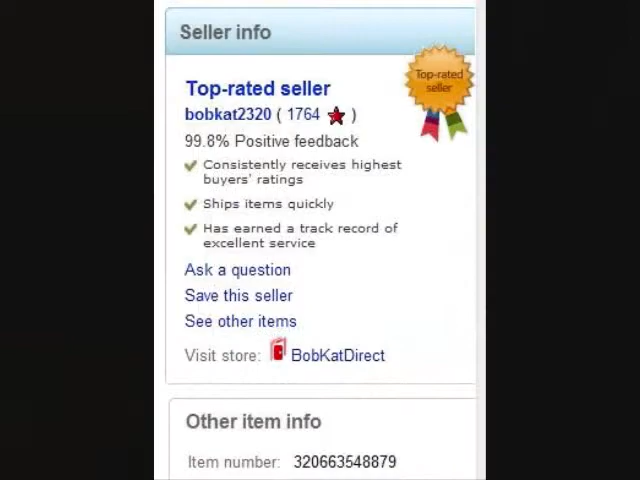 Seller info
Top-rated
seller
Top-rated seller
bobkat2320 ( 1764 )
99.8% Positive feedback
Consistently receives highest
buyers' ratings
Ships items quickly
Has earned a track record of
excellent service
Ask a question
Save this seller
See other items
Visit store: BobKatDirect
Other item info
Item number: 320663548879